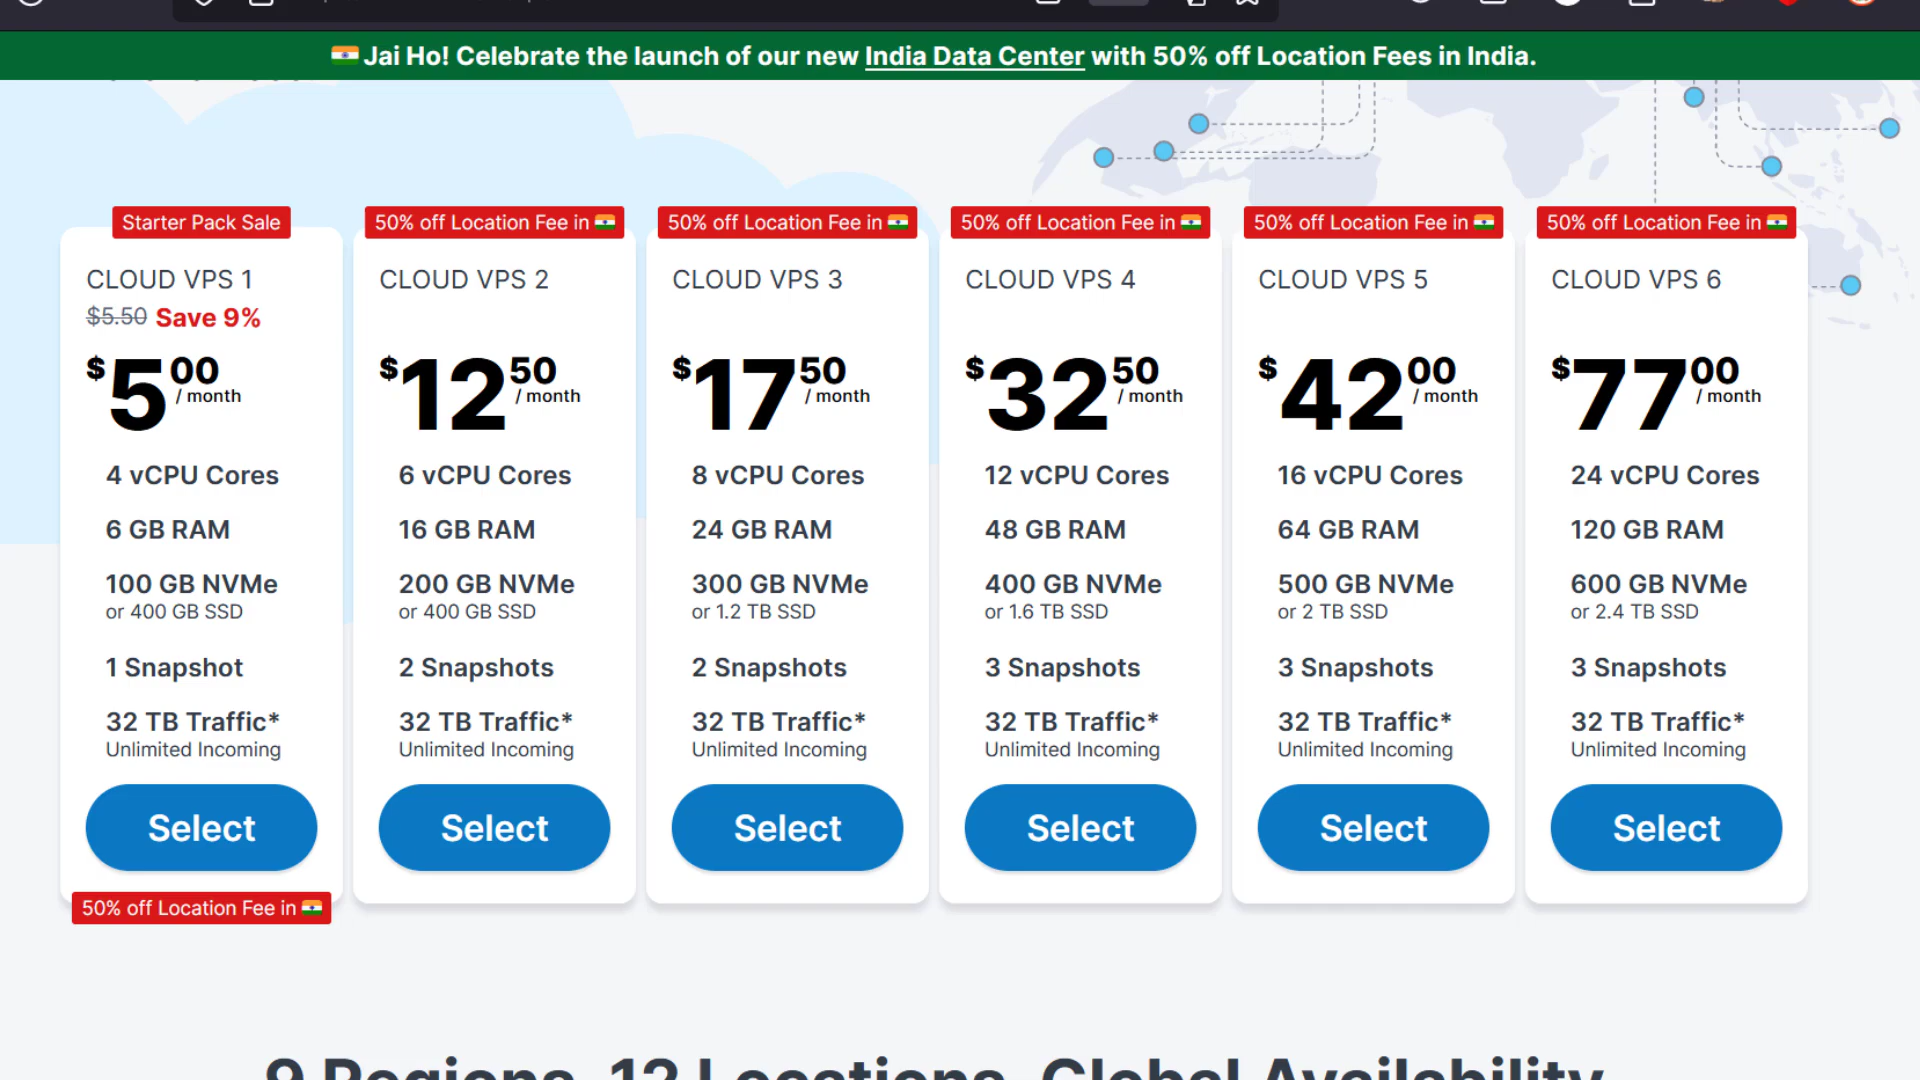 Jai Ho! Celebrate the launch of our new India Data Center with 50% off Location Fees in India.
Starter Pack Sale
CLOUD VPS 1
$5.50 Save 9%
$5 00 / month
4 vCPU Cores
6 GB RAM
100 GB NVMe
or 400 GB SSD
1 Snapshot
32 TB Traffic*
Unlimited Incoming
Select
50% off Location Fee in
50% off Location Fee in
CLOUD VPS 2
$12 50 / month
6 vCPU Cores
16 GB RAM
200 GB NVMe
or 400 GB SSD
2 Snapshots
32 TB Traffic*
Unlimited Incoming
Select
50% off Location Fee in
CLOUD VPS 3
$17 50 / month
8 vCPU Cores
24 GB RAM
300 GB NVMe
or 1.2 TB SSD
2 Snapshots
32 TB Traffic*
Unlimited Incoming
Select
50% off Location Fee in
CLOUD VPS 4
$32 50 / month
12 vCPU Cores
48 GB RAM
400 GB NVMe
or 1.6 TB SSD
3 Snapshots
32 TB Traffic*
Unlimited Incoming
Select
50% off Location Fee in
CLOUD VPS 5
$42 00 / month
16 vCPU Cores
64 GB RAM
500 GB NVMe
or 2 TB SSD
3 Snapshots
32 TB Traffic*
Unlimited Incoming
Select
50% off Location Fee in
CLOUD VPS 6
$77 00 / month
24 vCPU Cores
120 GB RAM
600 GB NVMe
or 2.4 TB SSD
3 Snapshots
32 TB Traffic*
Unlimited Incoming
Select
9 Regions, 12 Locations, Global Availability